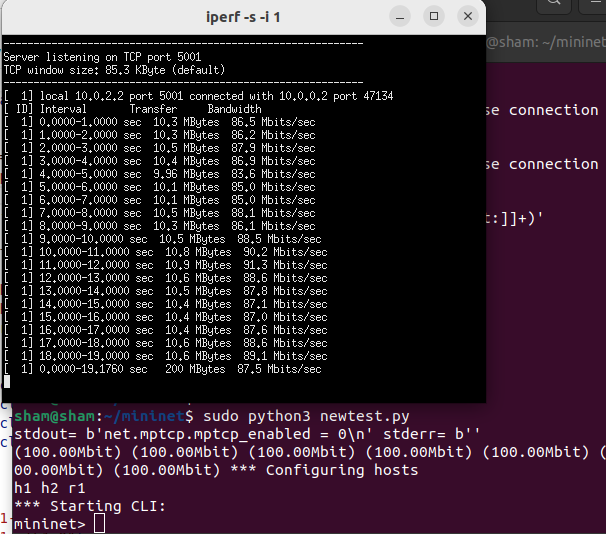 iperf -s -i 1
------------------------------------------------------------
Server listening on TCP port 5001
TCP window size: 85.3 KByte (default)
------------------------------------------------------------
[  1] local 10.0.2.2 port 5001 connected with 10.0.0.2 port 47134
[ ID] Interval       Transfer     Bandwidth
[  1] 0.0000-1.0000 sec  10.3 MBytes  86.5 Mbits/sec
[  1] 1.0000-2.0000 sec  10.3 MBytes  86.2 Mbits/sec
[  1] 2.0000-3.0000 sec  10.5 MBytes  87.9 Mbits/sec
[  1] 3.0000-4.0000 sec  10.4 MBytes  86.9 Mbits/sec
[  1] 4.0000-5.0000 sec  9.96 MBytes  83.6 Mbits/sec
[  1] 5.0000-6.0000 sec  10.1 MBytes  85.0 Mbits/sec
[  1] 6.0000-7.0000 sec  10.1 MBytes  85.0 Mbits/sec
[  1] 7.0000-8.0000 sec  10.5 MBytes  88.1 Mbits/sec
[  1] 8.0000-9.0000 sec  10.3 MBytes  86.1 Mbits/sec
[  1] 9.0000-10.0000 sec  10.5 MBytes  88.5 Mbits/sec
[  1] 10.0000-11.0000 sec  10.8 MBytes  90.2 Mbits/sec
[  1] 11.0000-12.0000 sec  10.9 MBytes  91.3 Mbits/sec
[  1] 12.0000-13.0000 sec  10.6 MBytes  88.6 Mbits/sec
[  1] 13.0000-14.0000 sec  10.5 MBytes  87.8 Mbits/sec
[  1] 14.0000-15.0000 sec  10.4 MBytes  87.1 Mbits/sec
[  1] 15.0000-16.0000 sec  10.4 MBytes  87.0 Mbits/sec
[  1] 16.0000-17.0000 sec  10.4 MBytes  87.6 Mbits/sec
[  1] 17.0000-18.0000 sec  10.6 MBytes  88.6 Mbits/sec
[  1] 18.0000-19.0000 sec  10.6 MBytes  89.1 Mbits/sec
[  1] 0.0000-19.1760 sec   200 MBytes  87.5 Mbits/sec
@sham: ~/mininet
se connection
se connection
t:]]+)'
sham@sham:~/mininet$ sudo python3 newtest.py
stdout= b'net.mptcp.mptcp_enabled = 0\n' stderr= b''
(100.00Mbit) (100.00Mbit) (100.00Mbit) (100.00Mbit) (100.00Mbit) (
00.00Mbit) (100.00Mbit) *** Configuring hosts
h1 h2 r1
*** Starting CLI:
mininet>